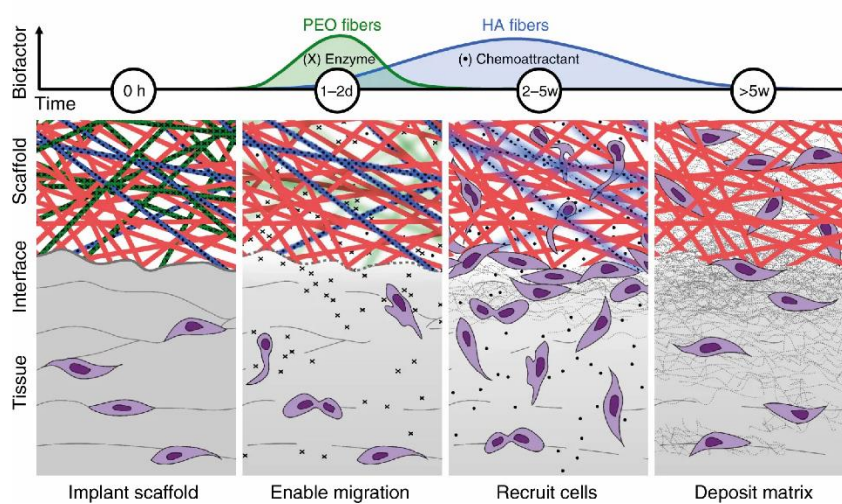 PEO fibers
HA fibers
(X) Enzyme
(•) Chemoattractant
Biofactor
Time
0 h
1–2d
2–5w
>5w
Scaffold
Interface
Tissue
Implant scaffold
Enable migration
Recruit cells
Deposit matrix